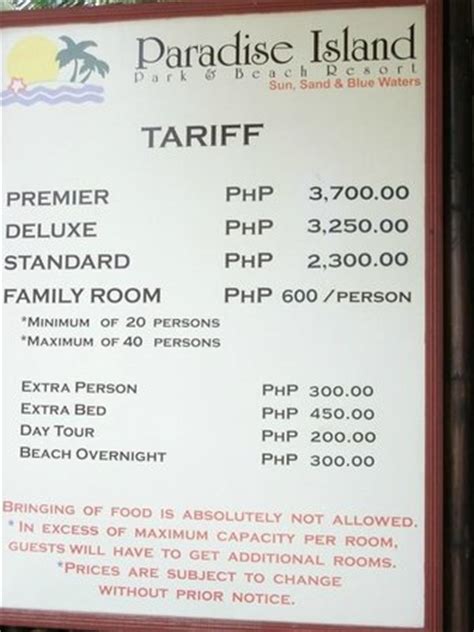 Paradise Island
Park & Beach Resort
Sun, Sand & Blue Waters
TARIFF
PREMIER PHP 3,700.00
DELUXE PHP 3,250.00
STANDARD PHP 2,300.00
FAMILY ROOM PHP 600 /PERSON
*MINIMUM OF 20 PERSONS
*MAXIMUM OF 40 PERSONS
EXTRA PERSON PHP 300.00
EXTRA BED PHP 450.00
DAY TOUR PHP 200.00
BEACH OVERNIGHT PHP 300.00
BRINGING OF FOOD IS ABSOLUTELY NOT ALLOWED.
*IN EXCESS OF MAXIMUM CAPACITY PER ROOM,
GUESTS WILL HAVE TO GET ADDITIONAL ROOMS.
*PRICES ARE SUBJECT TO CHANGE
WITHOUT PRIOR NOTICE.